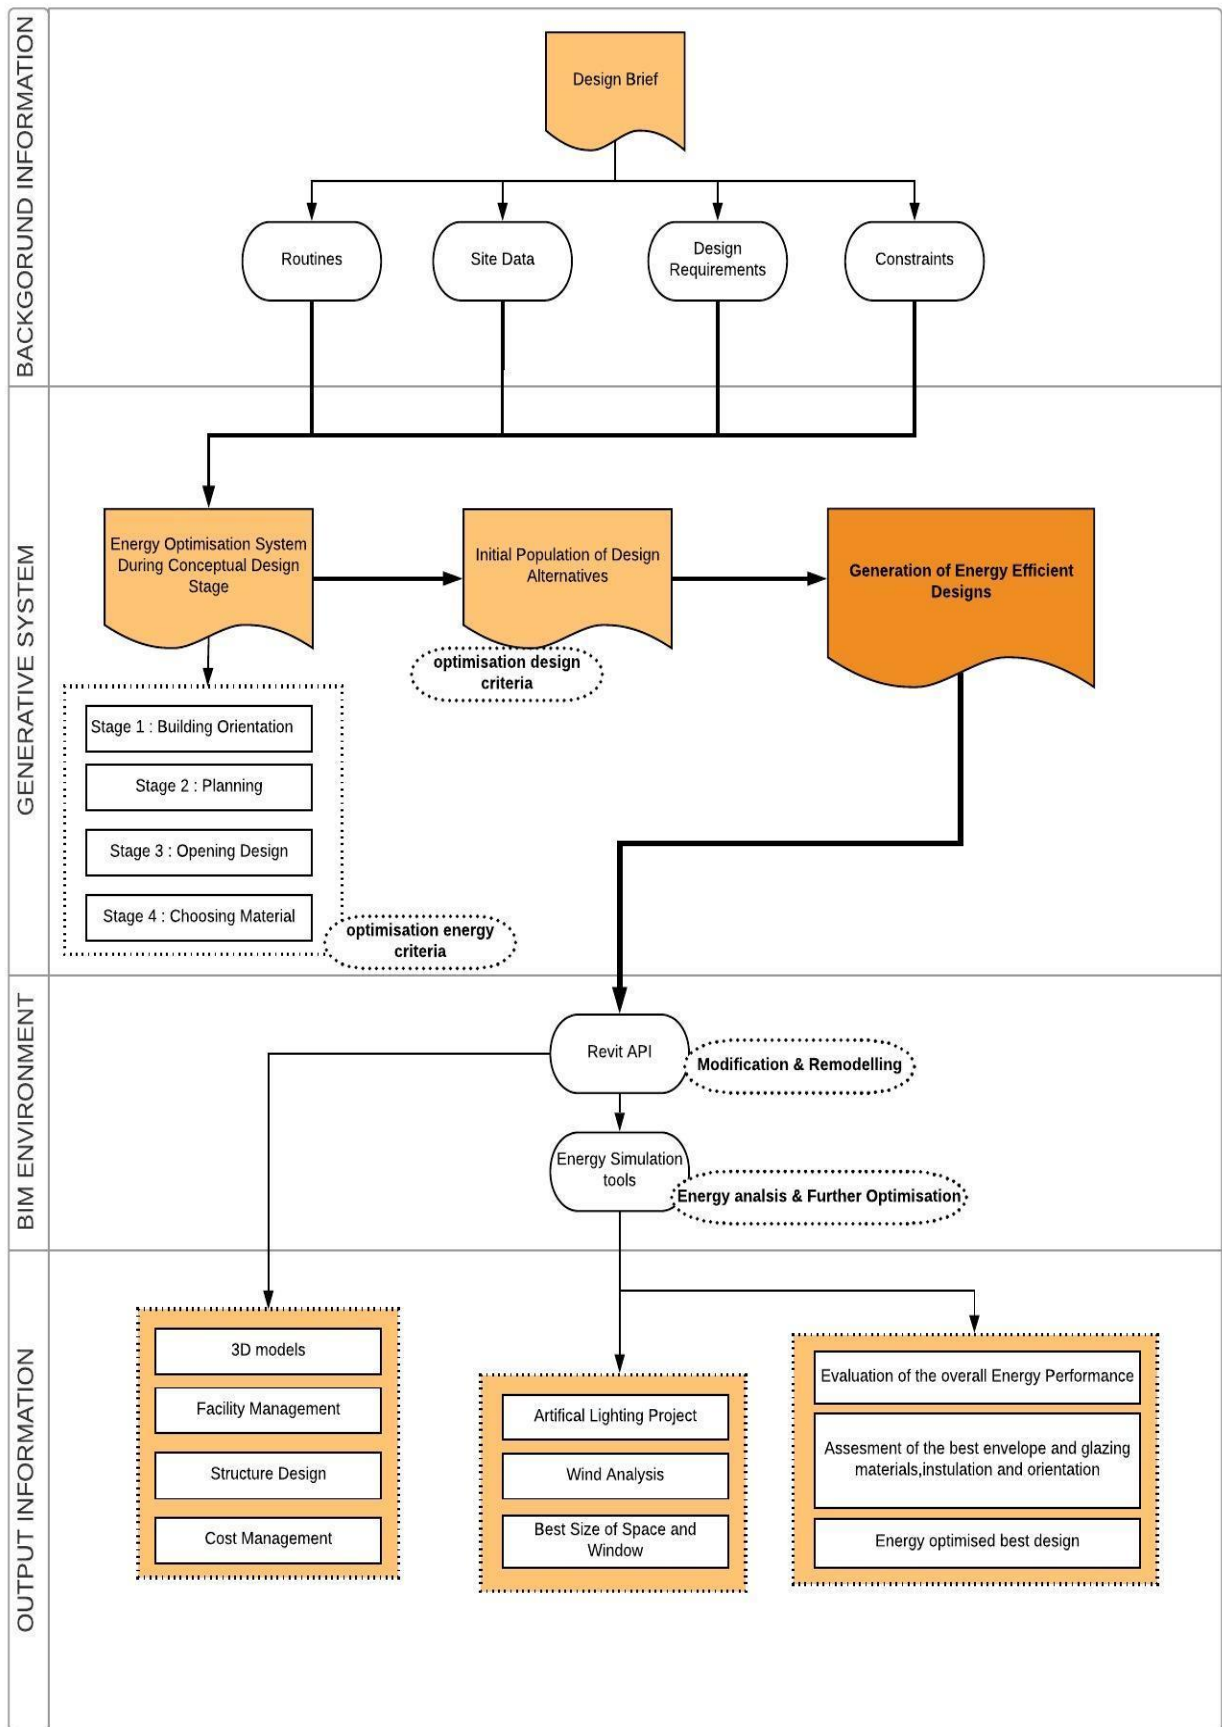 BACKGORUND INFORMATION
Design Brief
Routines
Site Data
Design
Requirements
Constraints
GENERATIVE SYSTEM
Energy Optimisation System
During Conceptual Design
Stage
Initial Population of Design
Alternatives
Generation of Energy Efficient
Designs
optimisation design
criteria
Stage 1 : Building Orientation
Stage 2 : Planning
Stage 3 : Opening Design
Stage 4 : Choosing Material
optimisation energy
criteria
BIM ENVIRONMENT
Revit API
Modification & Remodelling
Energy Simulation
tools
Energy analsis & Further Optimisation
OUTPUT INFORMATION
3D models
Facility Management
Structure Design
Cost Management
Artifical Lighting Project
Wind Analysis
Best Size of Space and
Window
Evaluation of the overall Energy Performance
Assesment of the best envelope and glazing
materials,instulation and orientation
Energy optimised best design